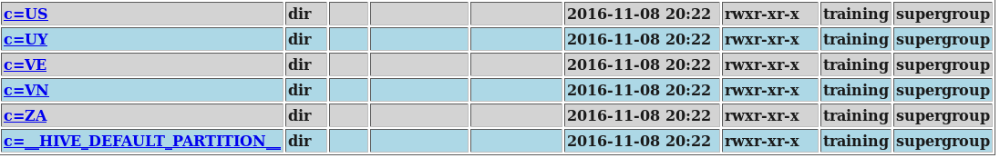 c=US dir 2016-11-08 20:22 rwxr-xr-x training supergroup
c=UY dir 2016-11-08 20:22 rwxr-xr-x training supergroup
c=VE dir 2016-11-08 20:22 rwxr-xr-x training supergroup
c=VN dir 2016-11-08 20:22 rwxr-xr-x training supergroup
c=ZA dir 2016-11-08 20:22 rwxr-xr-x training supergroup
c=__HIVE_DEFAULT_PARTITION__ dir 2016-11-08 20:22 rwxr-xr-x training supergroup